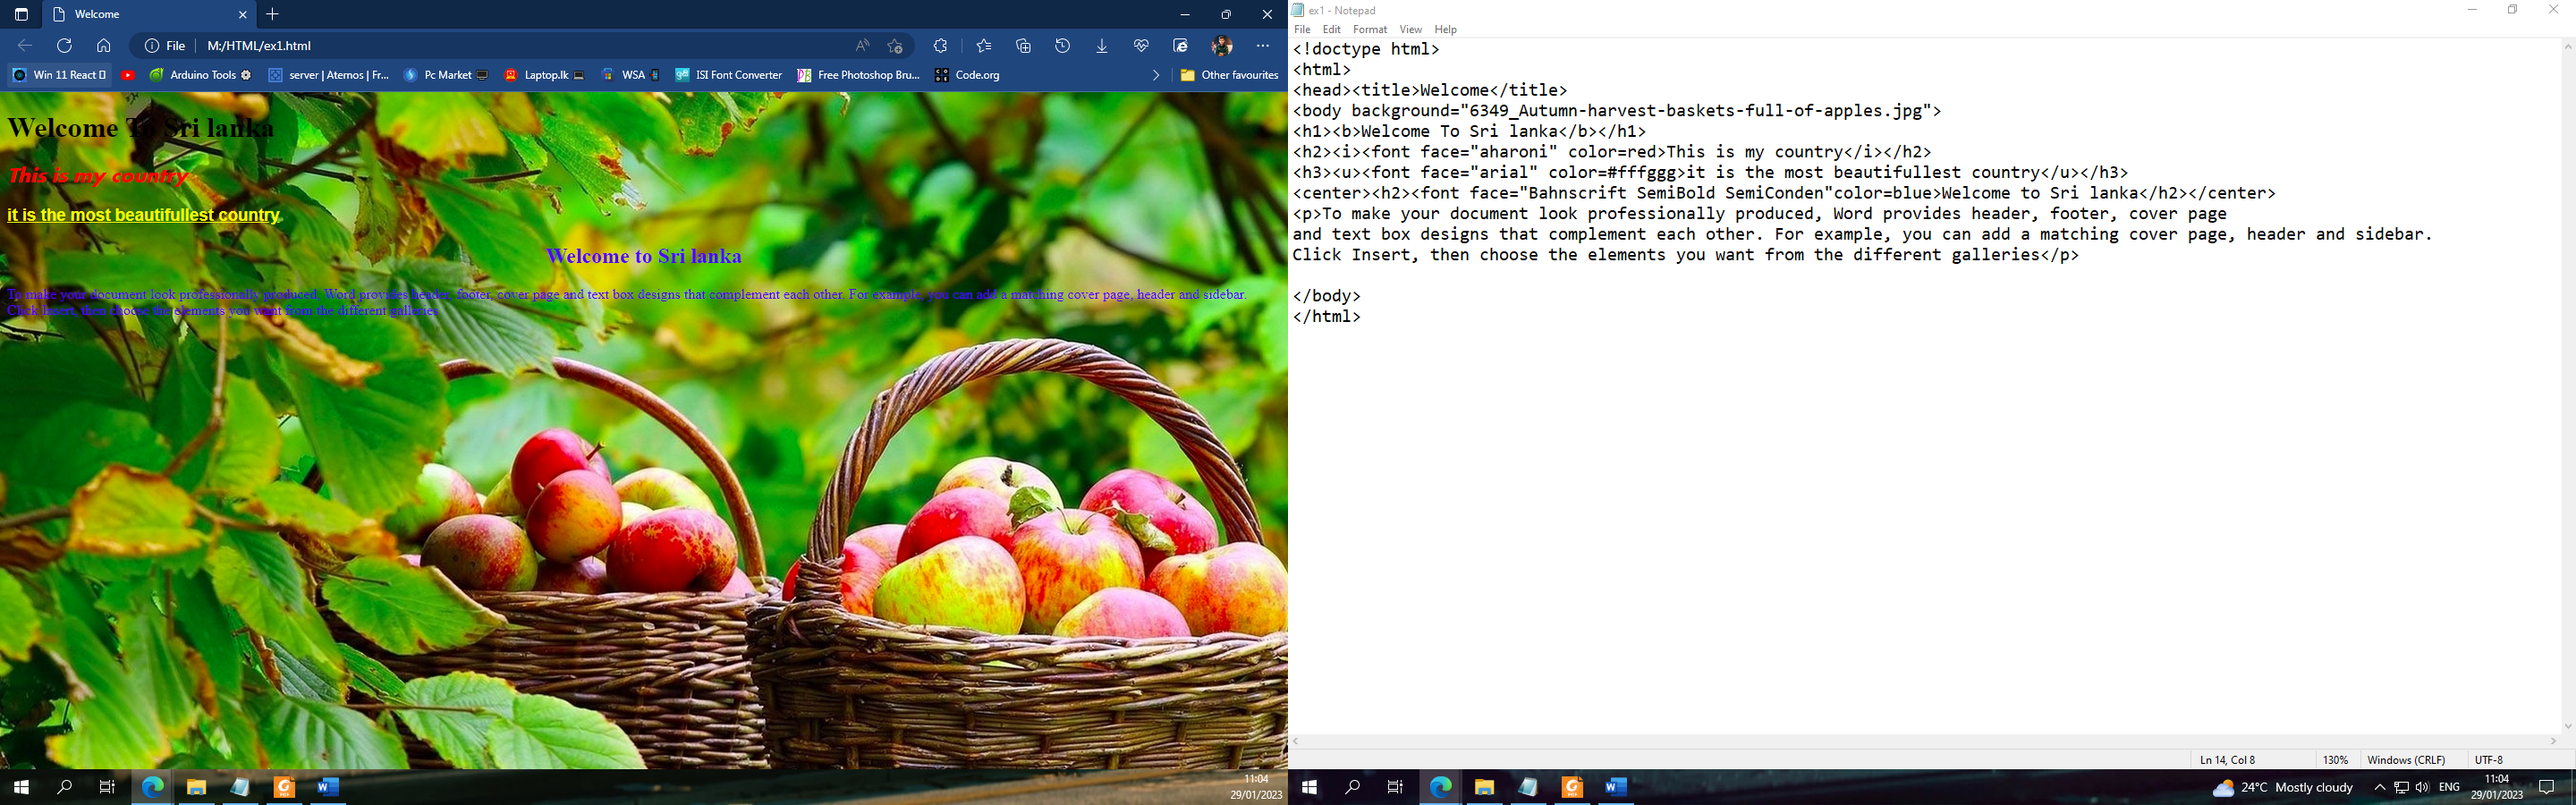 Welcome
File
M:/HTML/ex1.html
Win 11 React
Arduino Tools
server | Aternos | Fr...
Pc Market
Laptop.lk
WSA
ISI Font Converter
Free Photoshop Bru...
Code.org
Other favourites
Welcome To Sri lanka
This is my country
it is the most beautifullest country
Welcome to Sri lanka
To make your document look professionally produced, Word provides header, footer, cover page and text box designs that complement each other. For example, you can add a matching cover page, header and sidebar.
Click Insert, then choose the elements you want from the different galleries
11:04
29/01/2023
ex1 - Notepad
File Edit Format View Help
<!doctype html>
<html>
<head><title>Welcome</title>
<body background="6349_Autumn-harvest-baskets-full-of-apples.jpg">
<h1><b>Welcome To Sri lanka</b></h1>
<h2><i><font face="aharoni" color=red>This is my country</i></h2>
<h3><u><font face="arial" color=#fffggg>it is the most beautifullest country</u></h3>
<center><h2><font face="Bahnscrift SemiBold SemiConden"color=blue>Welcome to Sri lanka</h2></center>
<p>To make your document look professionally produced, Word provides header, footer, cover page
and text box designs that complement each other. For example, you can add a matching cover page, header and sidebar.
Click Insert, then choose the elements you want from the different galleries</p>
</body>
</html>
Ln 14, Col 8
130%
Windows (CRLF)
UTF-8
24°C Mostly cloudy
ENG
11:04
29/01/2023